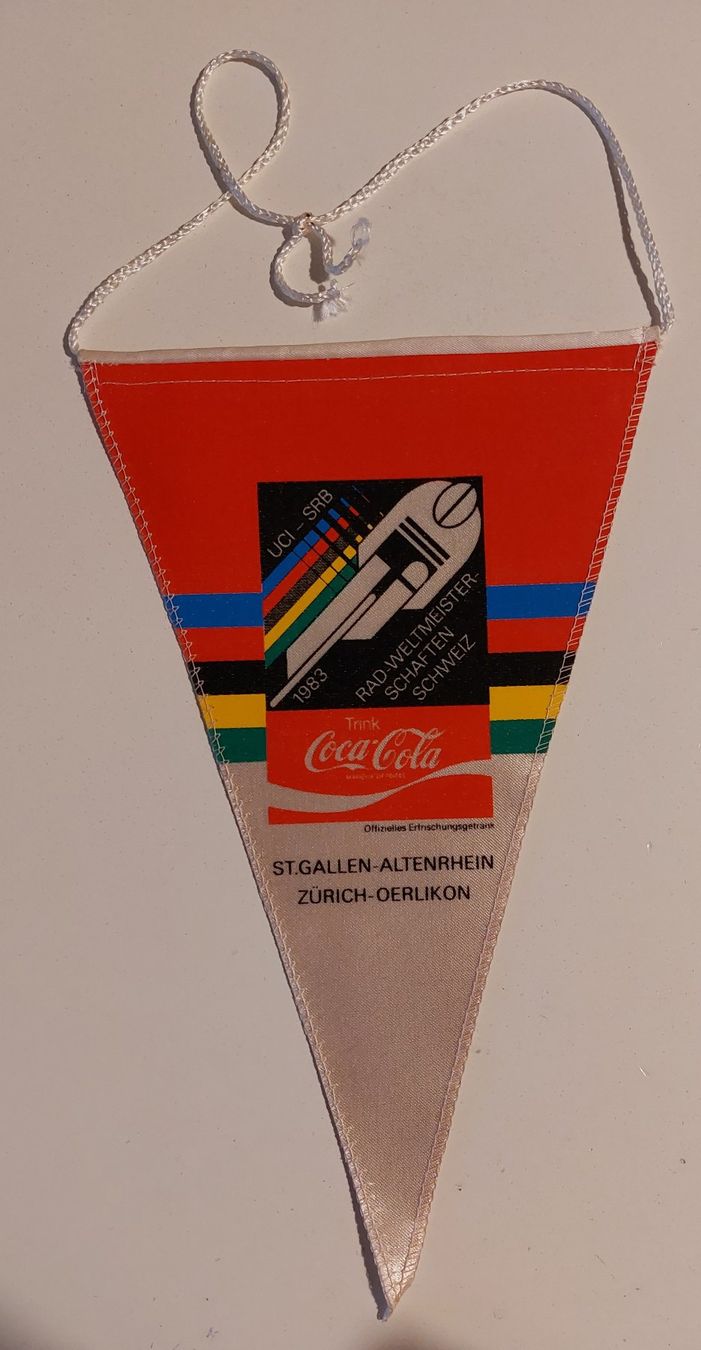 UCI – SRB
1983
RAD-WELTMEISTER-
SCHAFTEN
SCHWEIZ
Trink
Coca-Cola
Offizielles Erfrischungsgetränk
ST.GALLEN-ALTENRHEIN
ZÜRICH-OERLIKON